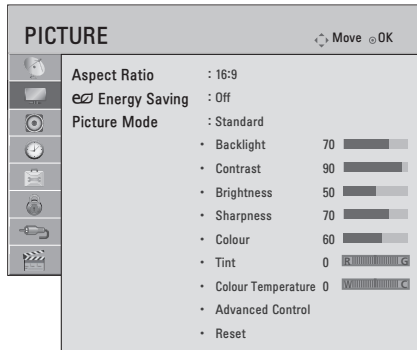 PICTURE Move OK
Aspect Ratio : 16:9
Energy Saving : Off
Picture Mode : Standard
• Backlight 70
• Contrast 90
• Brightness 50
• Sharpness 70
• Colour 60
• Tint 0 R G
• Colour Temperature 0 W C
• Advanced Control
• Reset